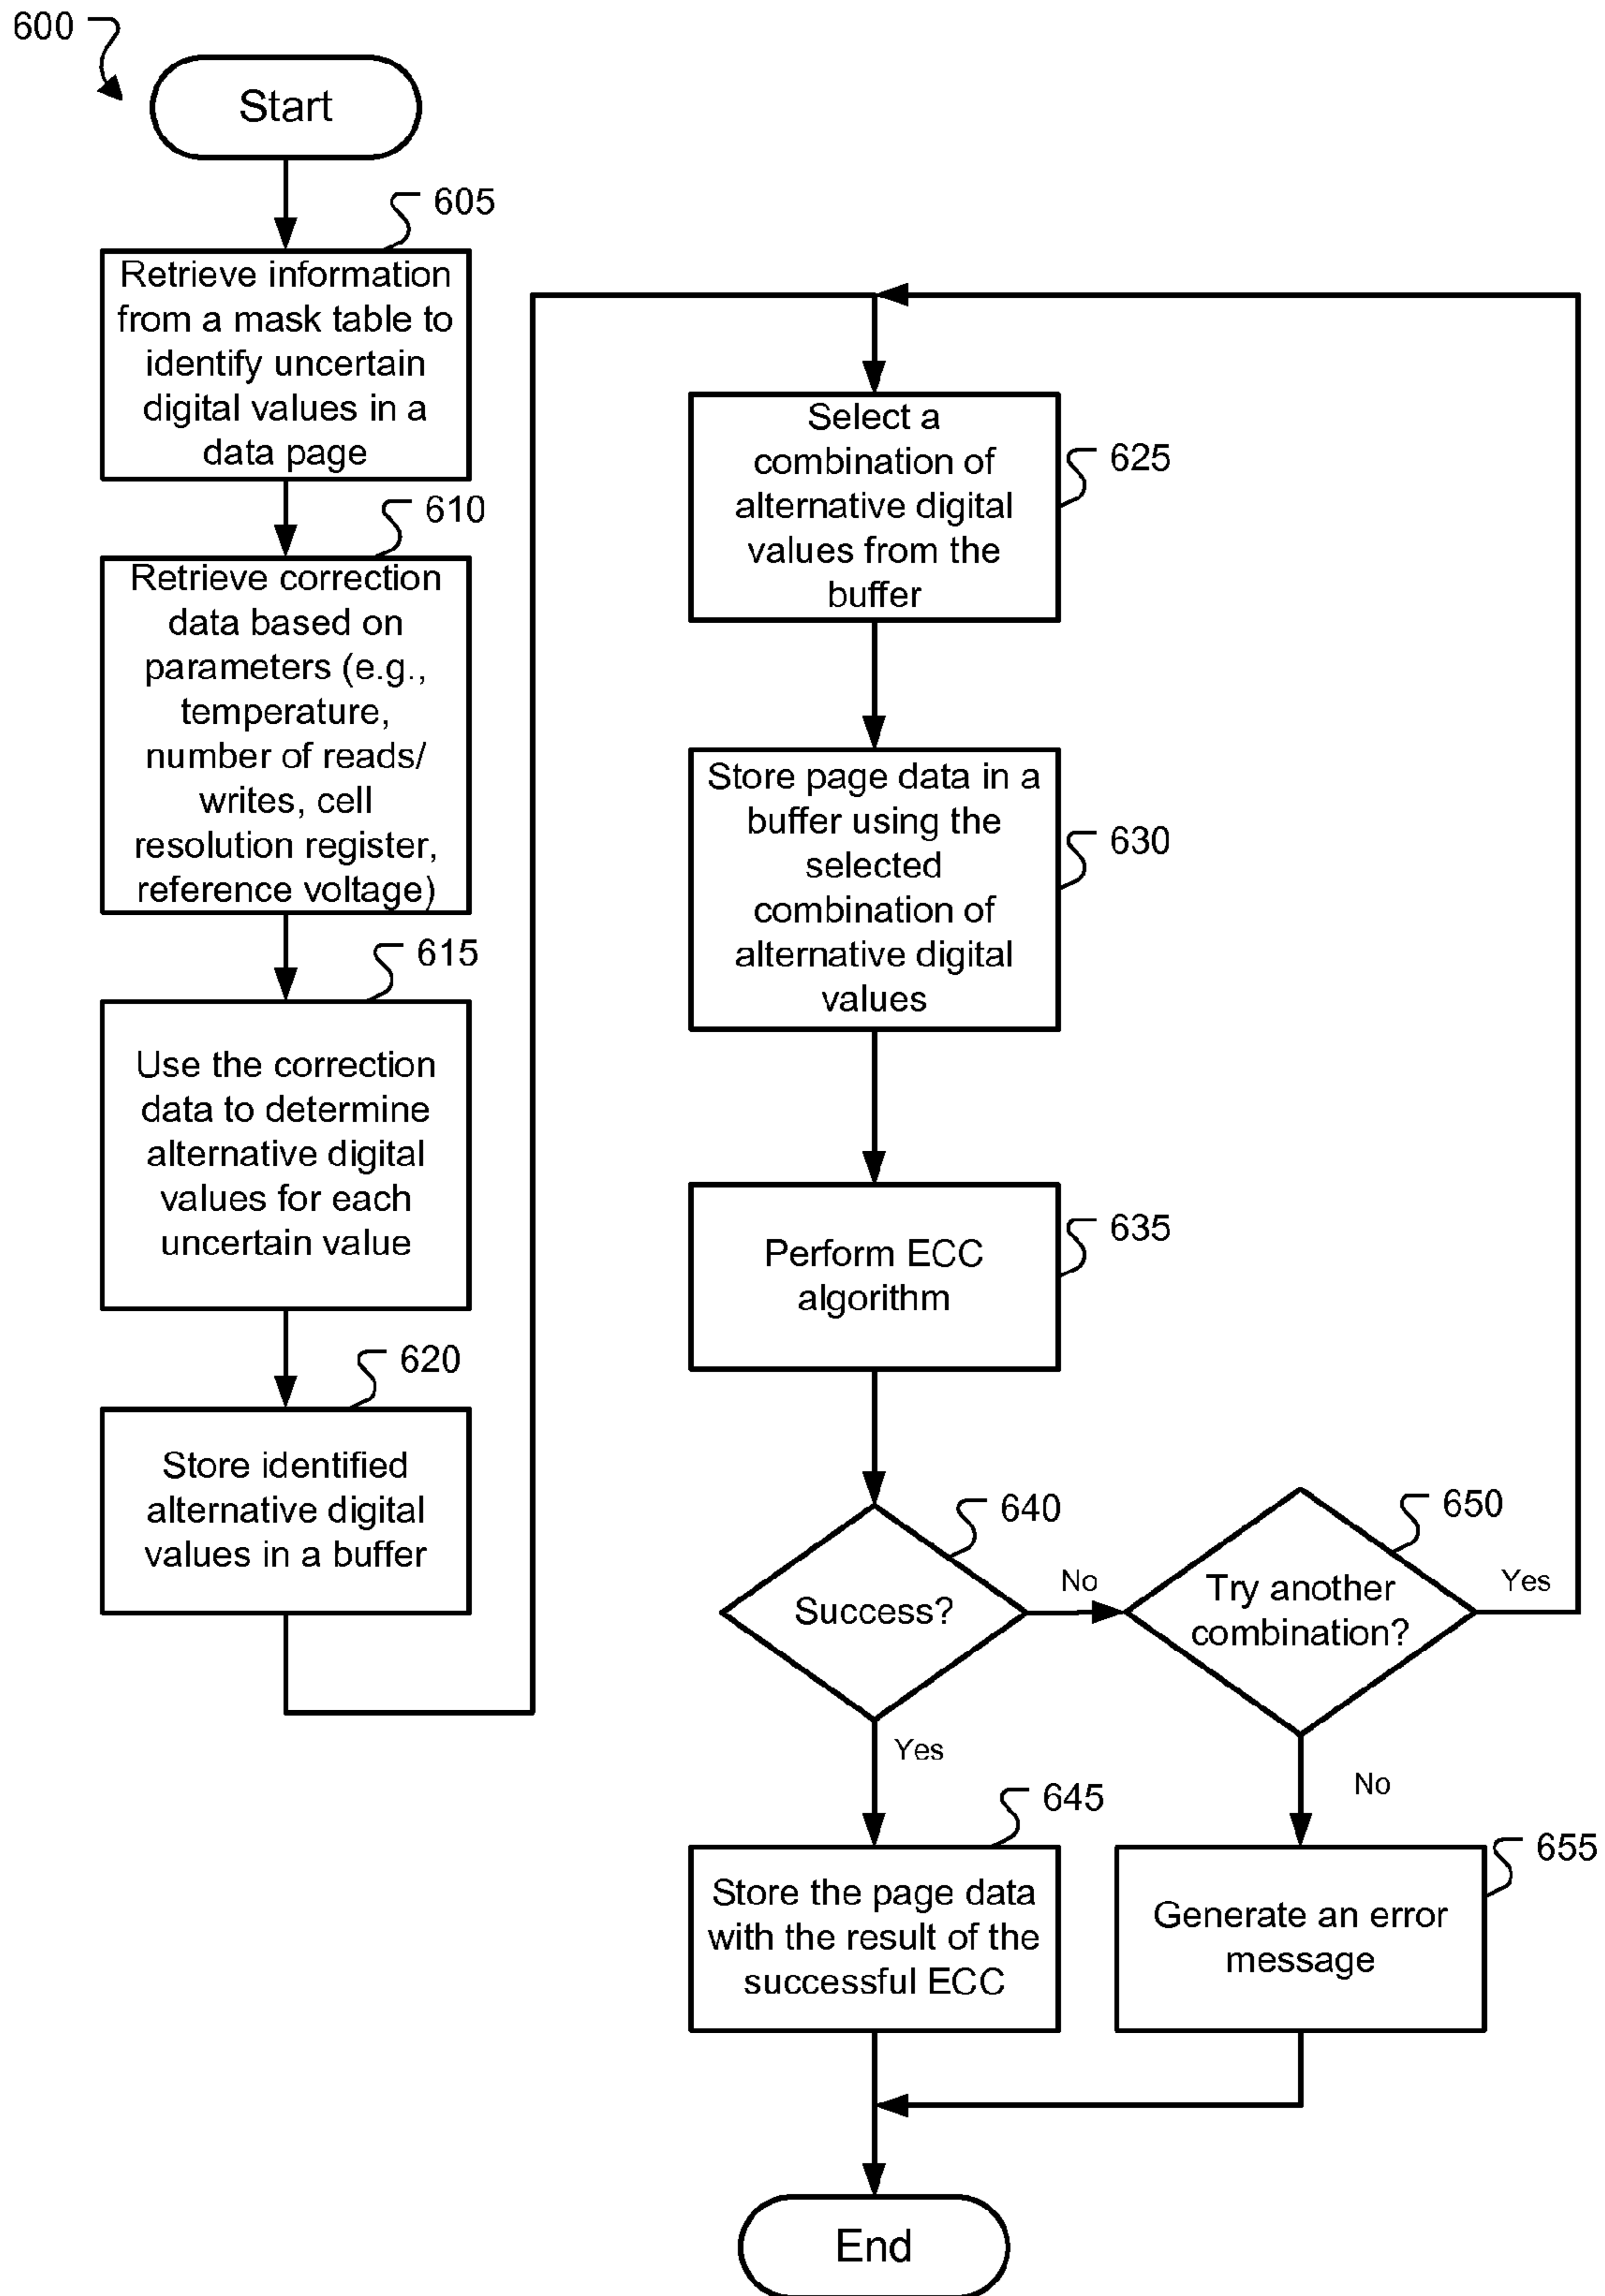 600
Start
605
Retrieve information
from a mask table to
identify uncertain
digital values in a
data page
610
Retrieve correction
data based on
parameters (e.g.,
temperature,
number of reads/
writes, cell
resolution register,
reference voltage)
615
Use the correction
data to determine
alternative digital
values for each
uncertain value
620
Store identified
alternative digital
values in a buffer
Select a
combination of
alternative digital
values from the
buffer
625
Store page data in a
buffer using the
selected
combination of
alternative digital
values
630
Perform ECC
algorithm
635
640
Success?
No
Yes
650
Try another
combination?
Yes
No
645
Store the page data
with the result of the
successful ECC
655
Generate an error
message
End